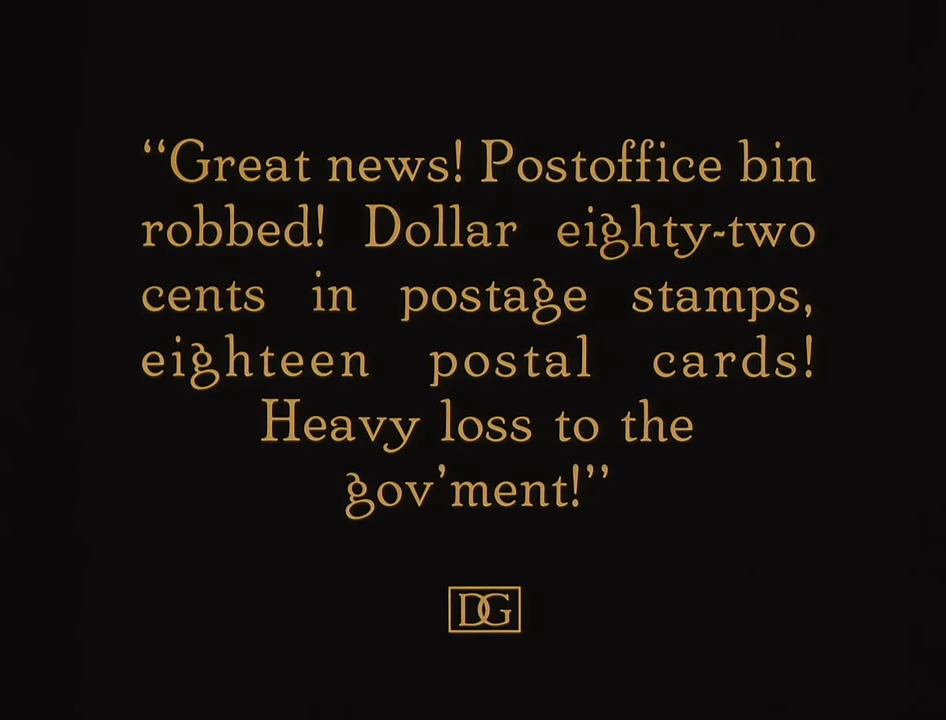 “Great news! Postoffice bin
robbed! Dollar eighty-two
cents in postage stamps,
eighteen postal cards!
Heavy loss to the
gov’ment!”
DG